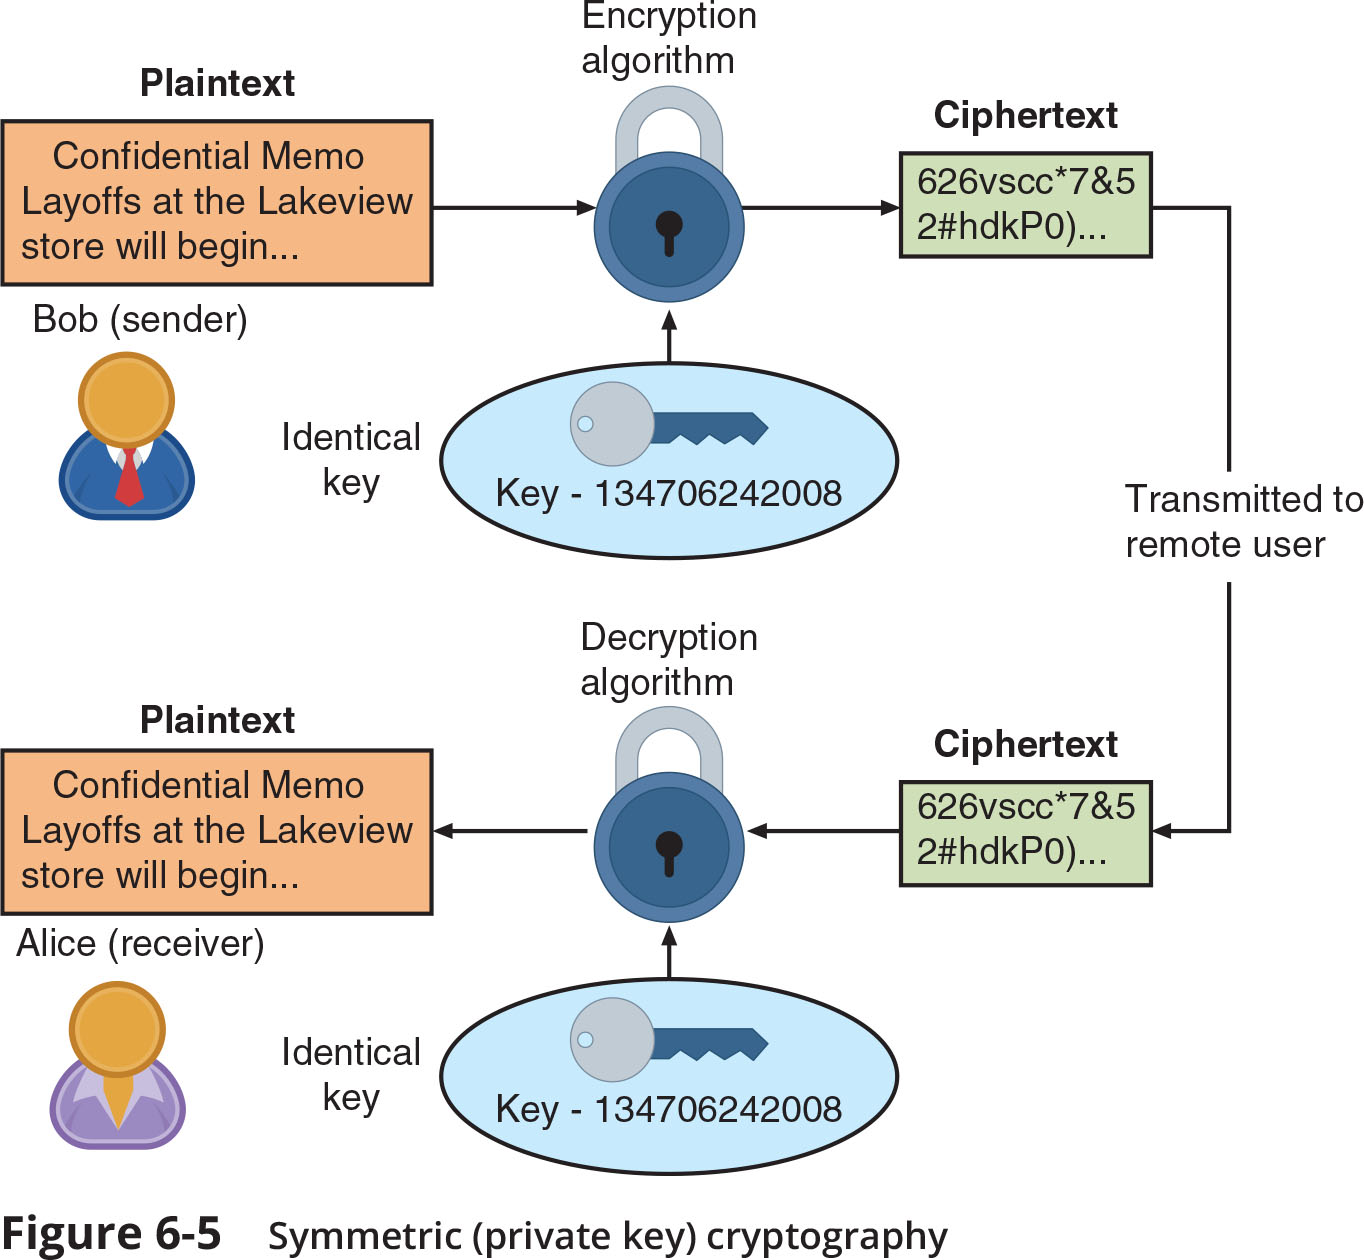 Encryption
algorithm
Plaintext
Confidential Memo
Layoffs at the Lakeview
store will begin...
Ciphertext
626vscc*7&5
2#hdkP0)...
Bob (sender)
Identical
key
Key - 134706242008
Transmitted to
remote user
Decryption
algorithm
Plaintext
Confidential Memo
Layoffs at the Lakeview
store will begin...
Ciphertext
626vscc*7&5
2#hdkP0)...
Alice (receiver)
Identical
key
Key - 134706242008
Figure 6-5 Symmetric (private key) cryptography